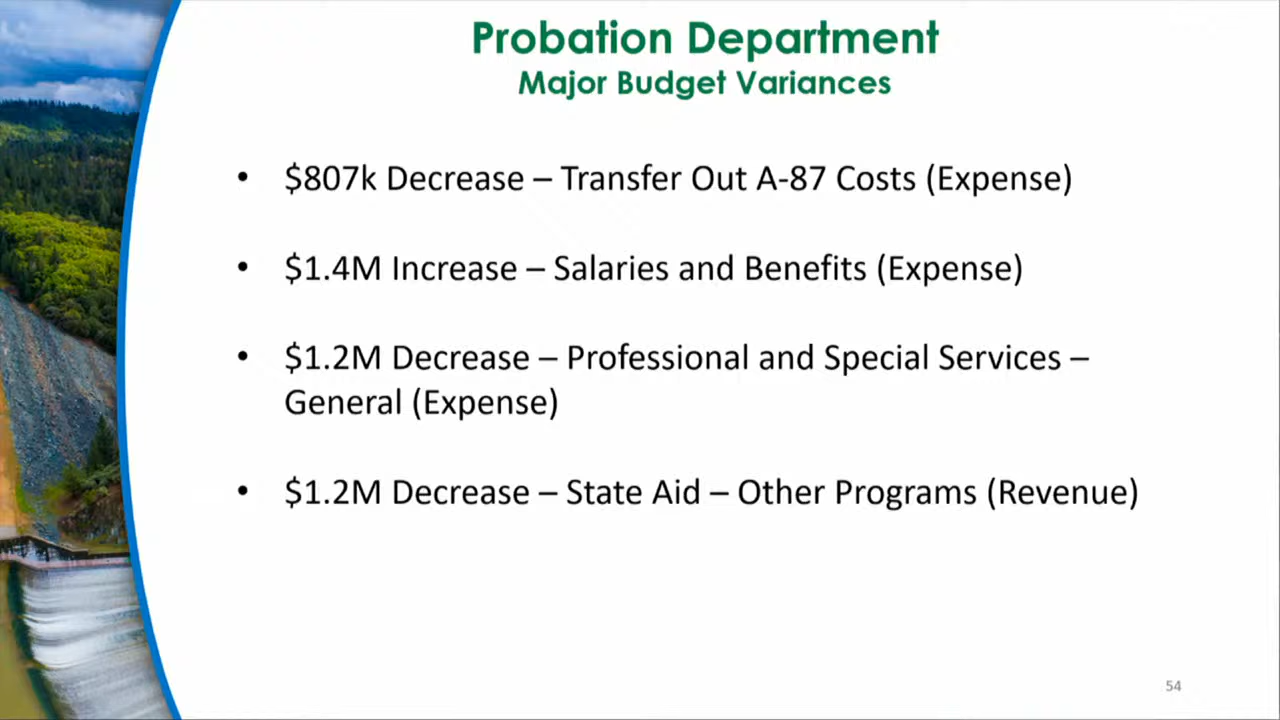 Probation Department
Major Budget Variances
• $807k Decrease – Transfer Out A-87 Costs (Expense)
• $1.4M Increase – Salaries and Benefits (Expense)
• $1.2M Decrease – Professional and Special Services –
General (Expense)
• $1.2M Decrease – State Aid – Other Programs (Revenue)
54